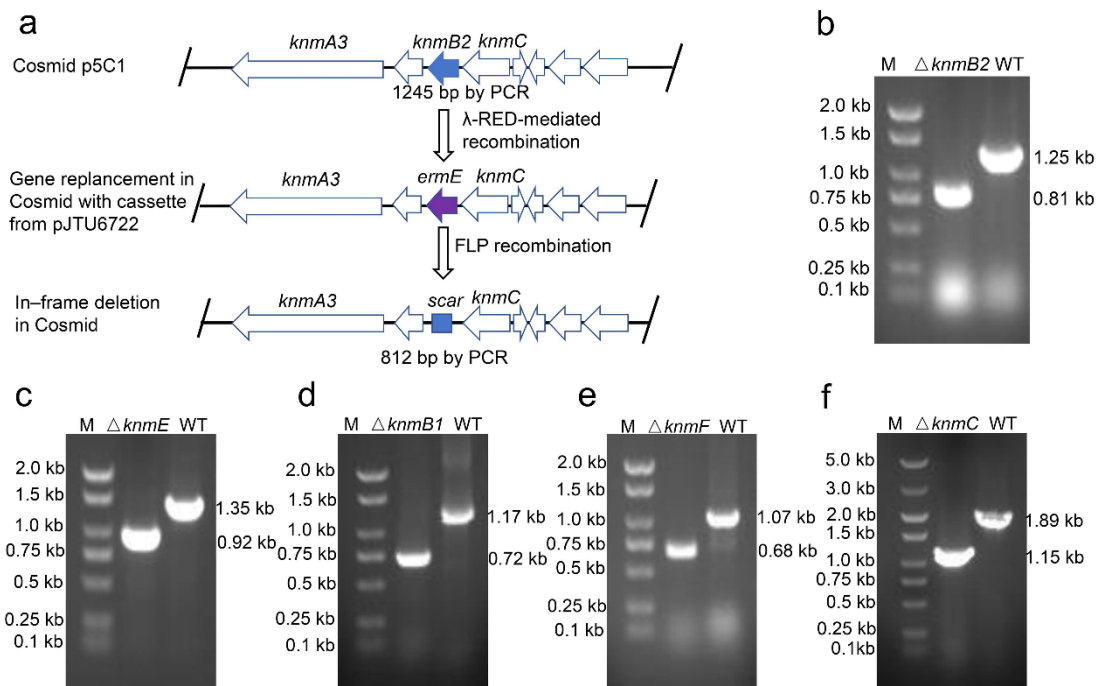 a
knmA3 knmB2 knmC
Cosmid p5C1
1245 bp by PCR
λ-RED-mediated
recombination
Gene replancement in
Cosmid with cassette
from pJTU6722
knmA3 ermE knmC
FLP recombination
In–frame deletion
in Cosmid
knmA3 scar knmC
812 bp by PCR
b
M △knmB2 WT
2.0 kb
1.5 kb
1.0 kb
0.75 kb
0.5 kb
0.25 kb
0.1 kb
1.25 kb
0.81 kb
c
M △knmE WT
2.0 kb
1.5 kb
1.0 kb
0.75 kb
0.5 kb
0.25 kb
0.1 kb
1.35 kb
0.92 kb
d
M △knmB1 WT
2.0 kb
1.5 kb
1.0 kb
0.75 kb
0.5 kb
0.25 kb
0.1 kb
1.17 kb
0.72 kb
e
M △knmF WT
2.0 kb
1.5 kb
1.0 kb
0.75 kb
0.5 kb
0.25 kb
0.1 kb
1.07 kb
0.68 kb
f
M △knmC WT
5.0 kb
3.0 kb
2.0 kb
1.5 kb
1.0 kb
0.75 kb
0.5 kb
0.25 kb
0.1kb
1.89 kb
1.15 kb